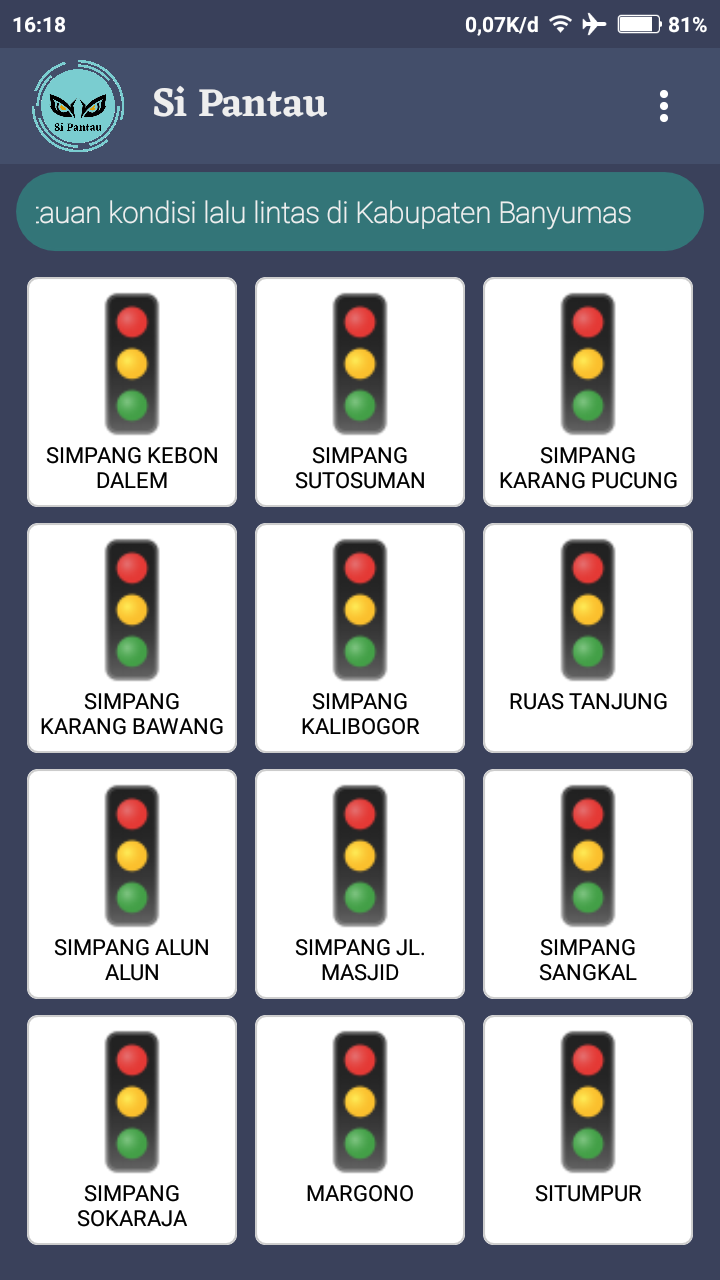 16:18
0,07K/d
81%
Si Pantau
Si Pantau
tauan kondisi lalu lintas di Kabupaten Banyumas
SIMPANG KEBON
DALEM
SIMPANG
SUTOSUMAN
SIMPANG
KARANG PUCUNG
SIMPANG
KARANG BAWANG
SIMPANG
KALIBOGOR
RUAS TANJUNG
SIMPANG ALUN
ALUN
SIMPANG JL.
MASJID
SIMPANG
SANGKAL
SIMPANG
SOKARAJA
MARGONO
SITUMPUR